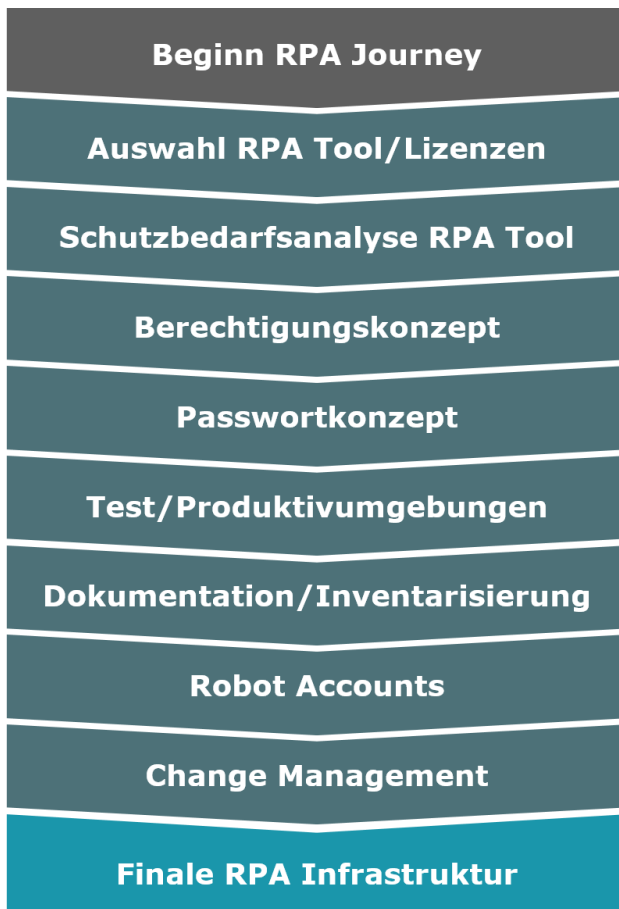 Beginn RPA Journey
Auswahl RPA Tool/Lizenzen
Schutzbedarfsanalyse RPA Tool
Berechtigungskonzept
Passwortkonzept
Test/Produktivumgebungen
Dokumentation/Inventarisierung
Robot Accounts
Change Management
Finale RPA Infrastruktur